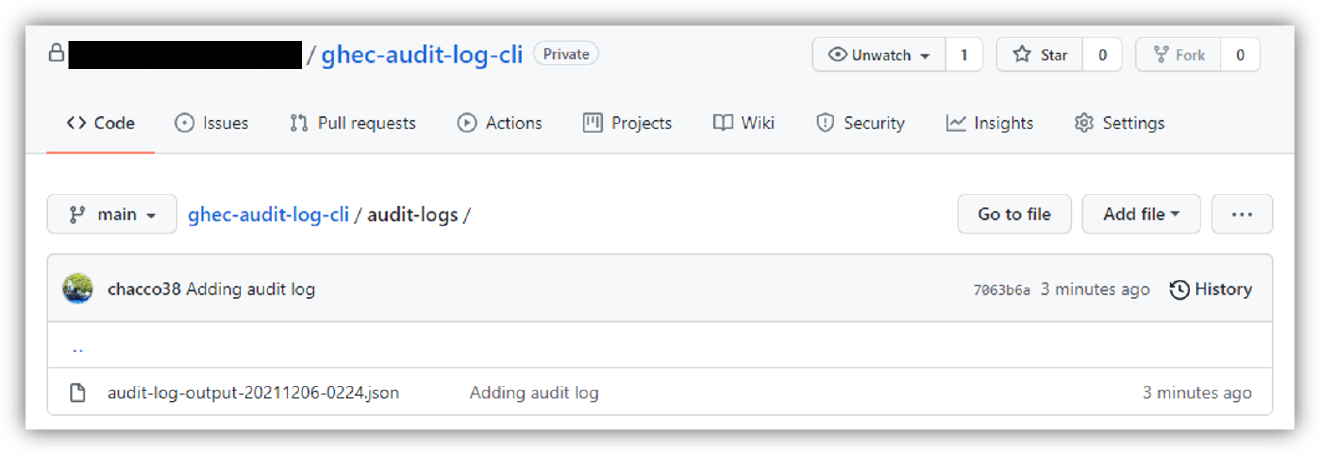 / ghec-audit-log-cli Private Unwatch 1 Star 0 Fork 0
Code Issues Pull requests Actions Projects Wiki Security Insights Settings
main ghec-audit-log-cli / audit-logs / Go to file Add file ...
chacco38 Adding audit log 7063b6a 3 minutes ago History
..
audit-log-output-20211206-0224.json Adding audit log 3 minutes ago